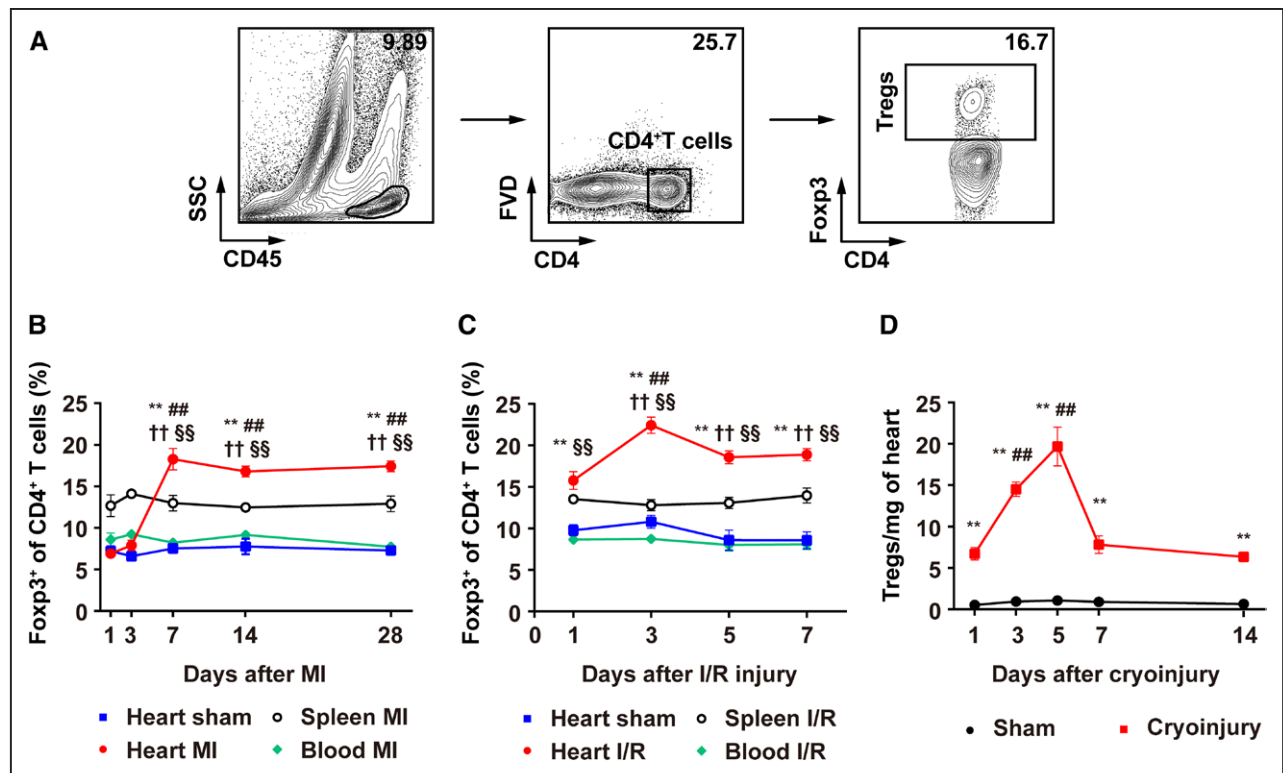 A
9.89
25.7
16.7
SSC
CD45
FVD
CD4
CD4⁺T cells
Foxp3
CD4
Tregs
B
Foxp3⁺ of CD4⁺ T cells (%)
25
20
15
10
5
0
** ##
†† §§
** ##
†† §§
** ##
†† §§
1 3 7 14 28
Days after MI
Heart sham Spleen MI
Heart MI Blood MI
C
Foxp3⁺ of CD4⁺ T cells (%)
25
20
15
10
5
0
** §§
** ##
†† §§
** †† §§
** †† §§
0 1 3 5 7
Days after I/R injury
Heart sham Spleen I/R
Heart I/R Blood I/R
D
Tregs/mg of heart
25
20
15
10
5
0
**
** ##
** ##
**
**
1 3 5 7 14
Days after cryoinjury
Sham Cryoinjury